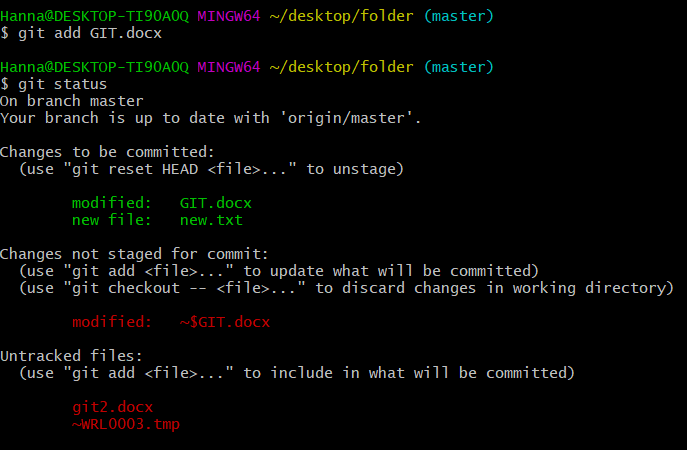 Hanna@DESKTOP-TI90A0Q MINGW64 ~/desktop/folder (master)
$ git add GIT.docx
Hanna@DESKTOP-TI90A0Q MINGW64 ~/desktop/folder (master)
$ git status
On branch master
Your branch is up to date with 'origin/master'.
Changes to be committed:
(use "git reset HEAD <file>..." to unstage)
modified: GIT.docx
new file: new.txt
Changes not staged for commit:
(use "git add <file>..." to update what will be committed)
(use "git checkout -- <file>..." to discard changes in working directory)
modified: ~$GIT.docx
Untracked files:
(use "git add <file>..." to include in what will be committed)
git2.docx
~WRL0003.tmp